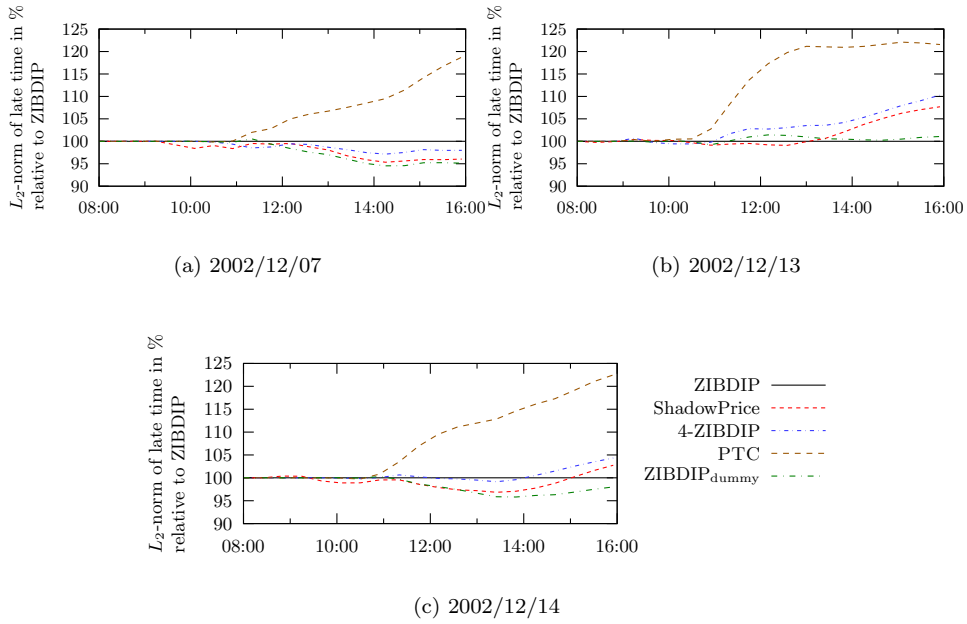 L₂-norm of late time in %
relative to ZIBDIP
125
120
115
110
105
100
95
90
08:00 10:00 12:00 14:00 16:00
(a) 2002/12/07
L₂-norm of late time in %
relative to ZIBDIP
125
120
115
110
105
100
95
90
08:00 10:00 12:00 14:00 16:00
(b) 2002/12/13
L₂-norm of late time in %
relative to ZIBDIP
125
120
115
110
105
100
95
90
08:00 10:00 12:00 14:00 16:00
(c) 2002/12/14
ZIBDIP
ShadowPrice
4-ZIBDIP
PTC
ZIBDIPdummy